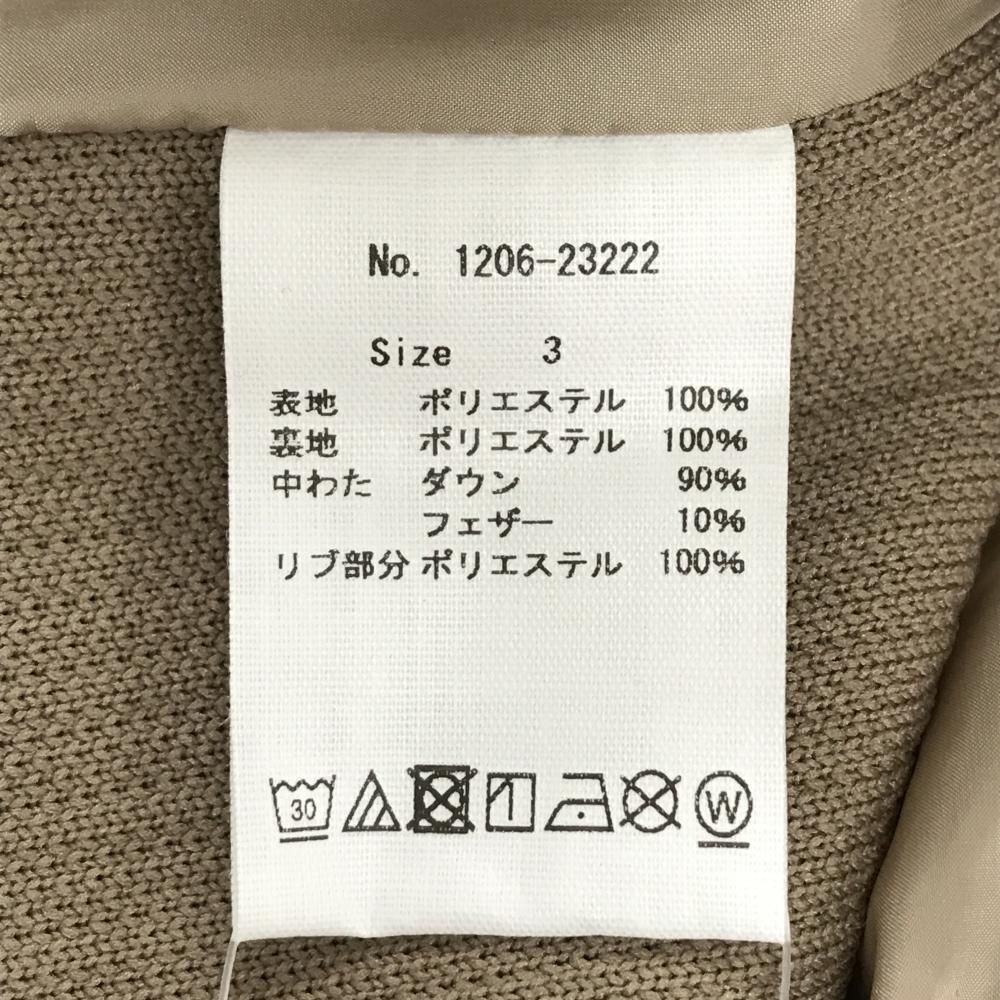 No. 1206-23222
Size 3
表地 ポリエステル 100%
裏地 ポリエステル 100%
中わた ダウン 90%
フェザー 10%
リブ部分 ポリエステル 100%
30 W